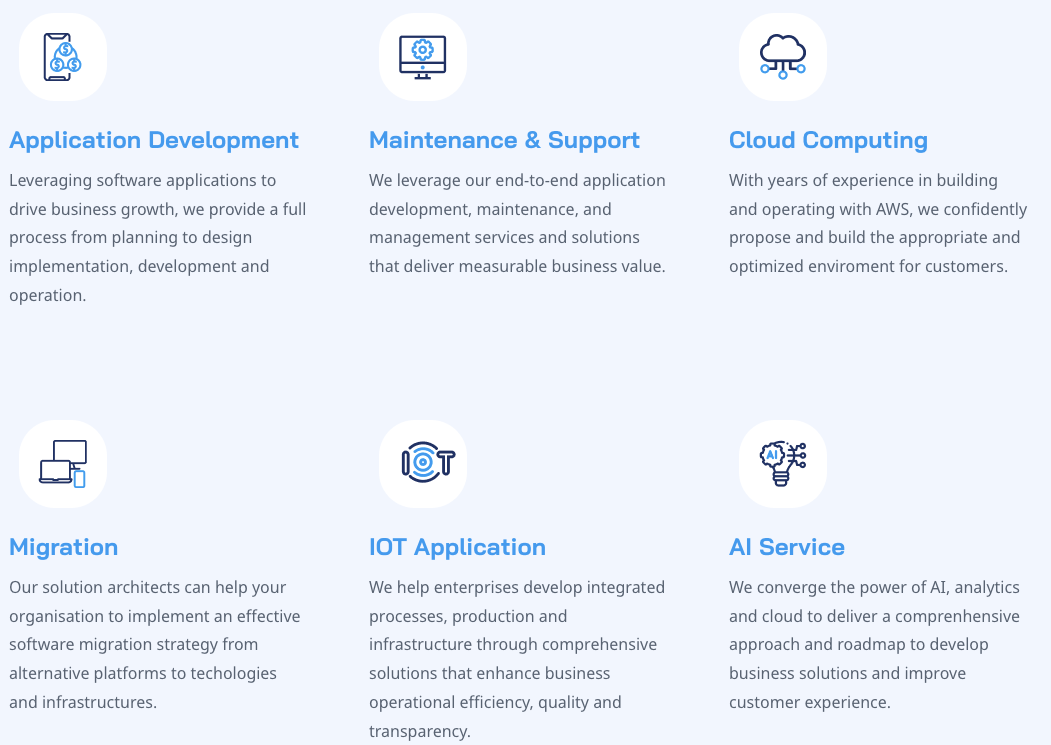 Application Development
Leveraging software applications to
drive business growth, we provide a full
process from planning to design
implementation, development and
operation.
Maintenance & Support
We leverage our end-to-end application
development, maintenance, and
management services and solutions
that deliver measurable business value.
Cloud Computing
With years of experience in building
and operating with AWS, we confidently
propose and build the appropriate and
optimized enviroment for customers.
Migration
Our solution architects can help your
organisation to implement an effective
software migration strategy from
alternative platforms to techologies
and infrastructures.
IOT
IOT Application
We help enterprises develop integrated
processes, production and
infrastructure through comprehensive
solutions that enhance business
operational efficiency, quality and
transparency.
AI
AI Service
We converge the power of AI, analytics
and cloud to deliver a comprenhensive
approach and roadmap to develop
business solutions and improve
customer experience.